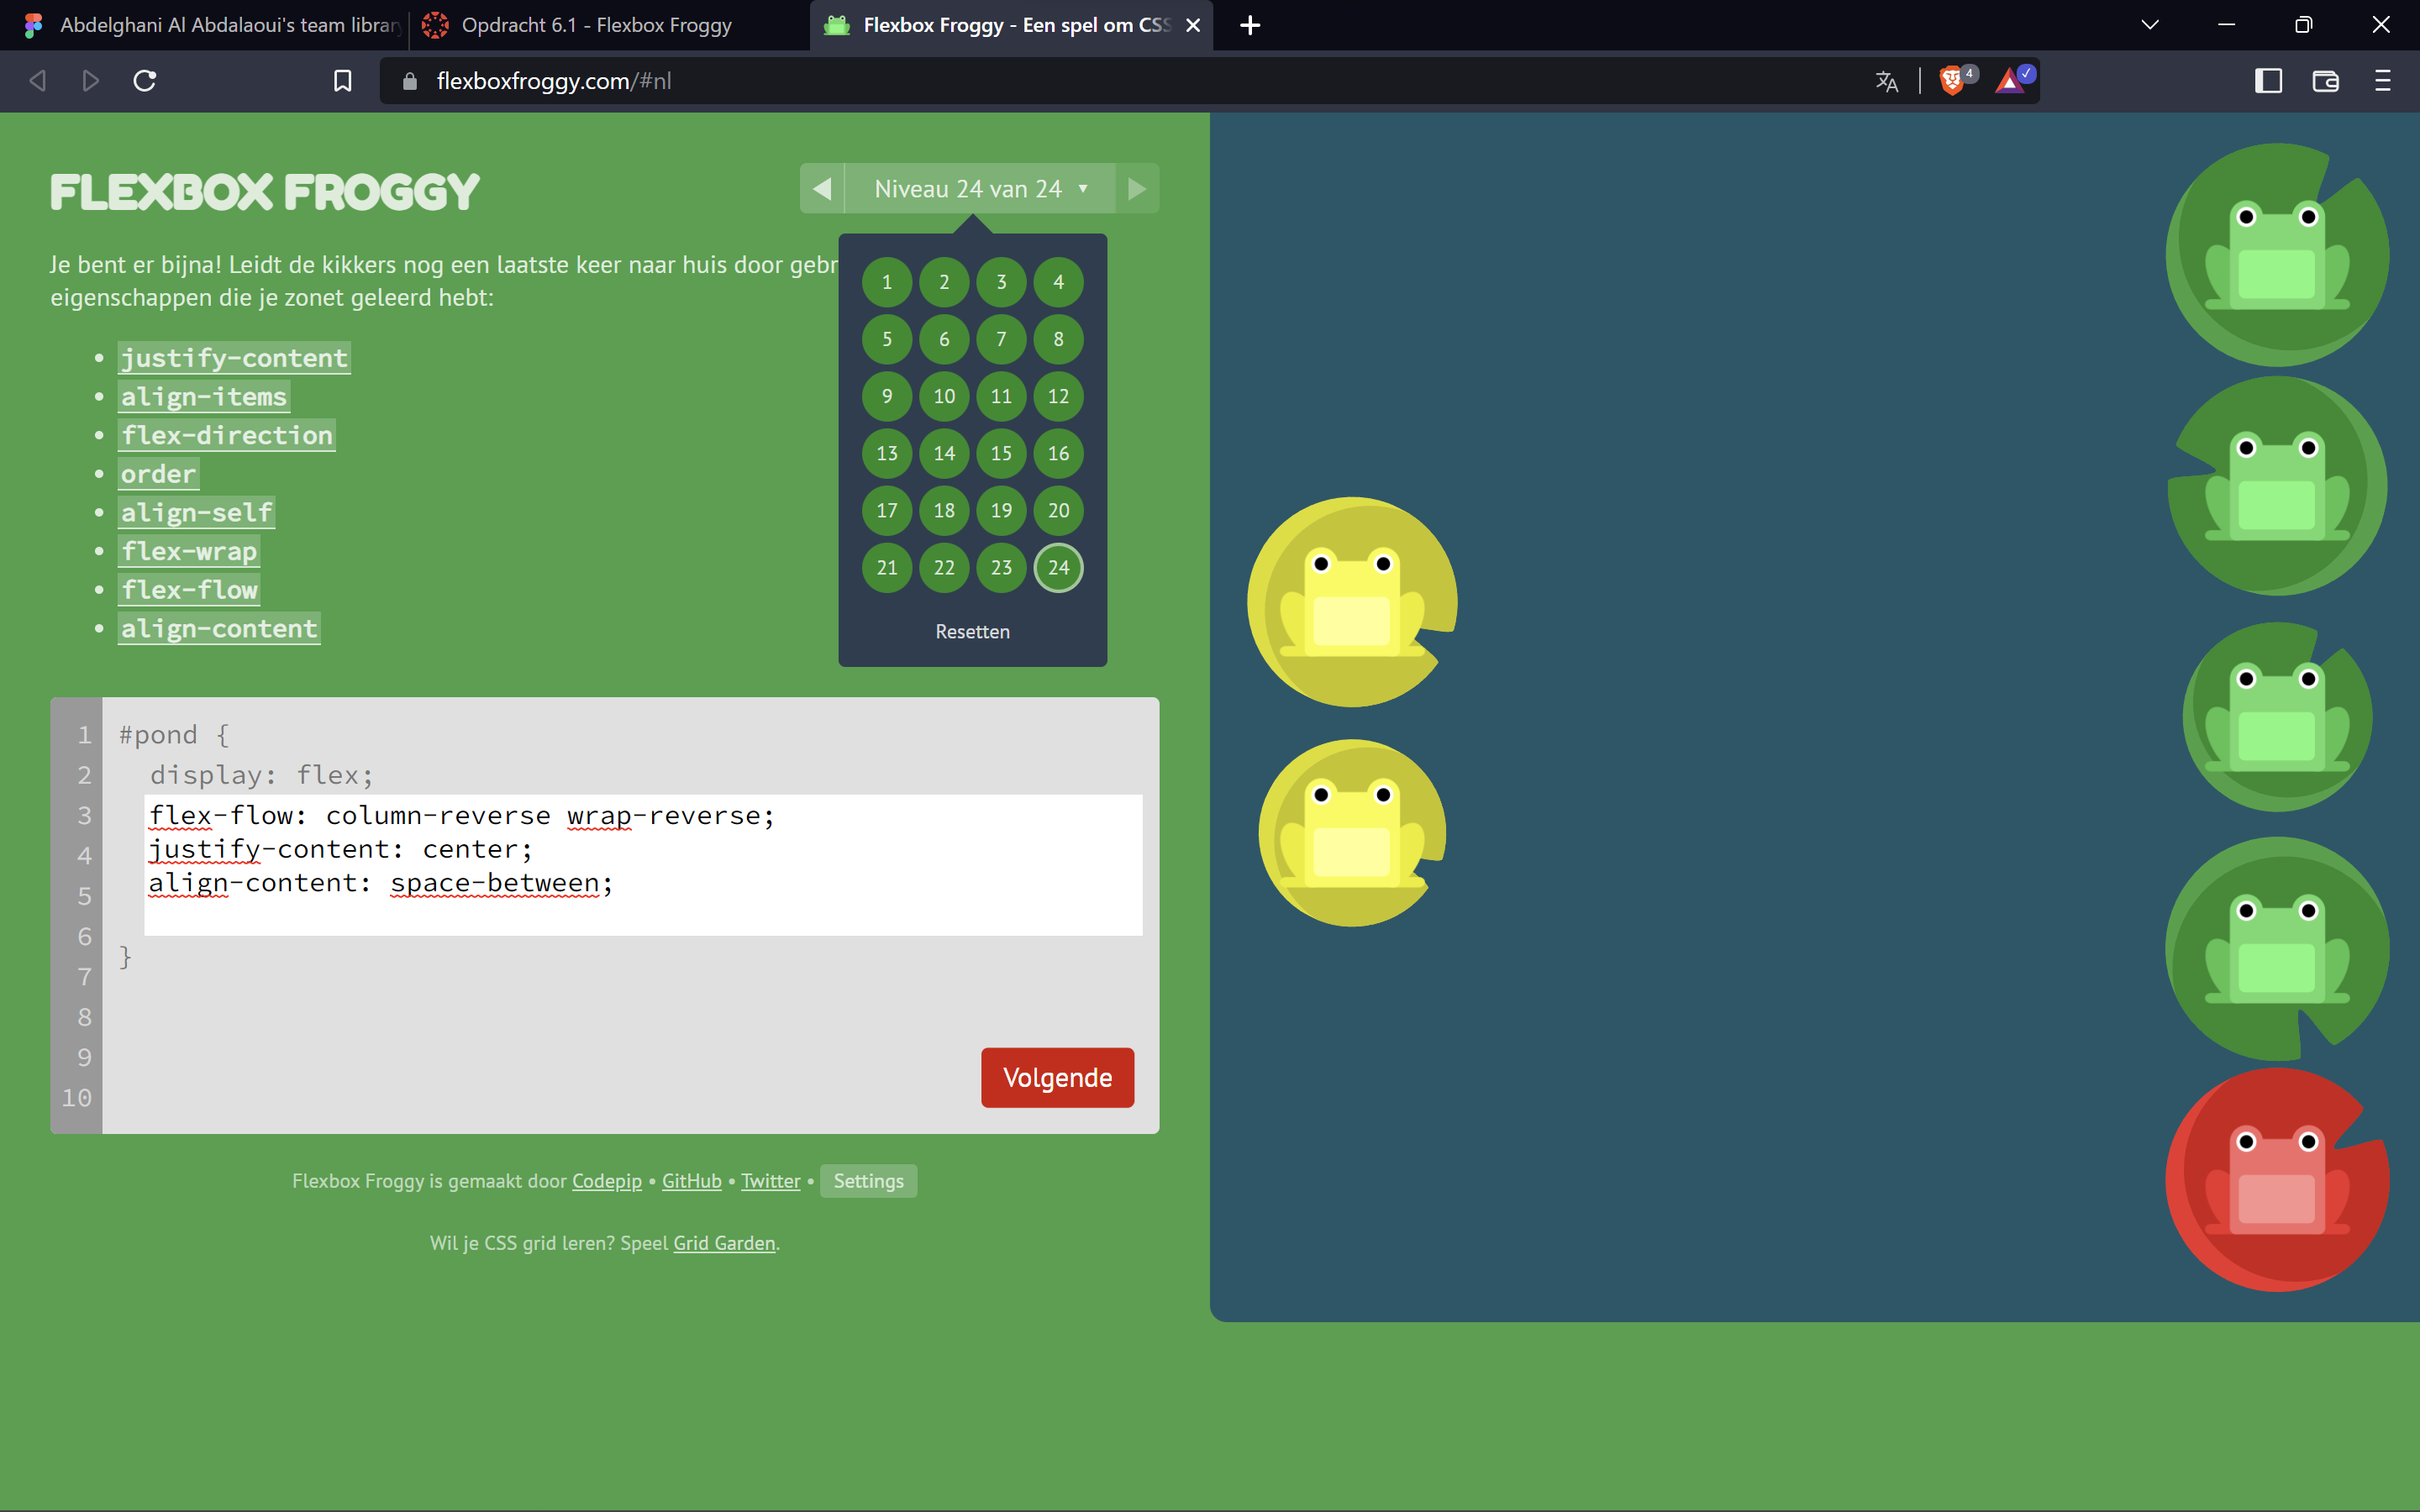 Abdelghani Al Abdalaoui's team library
Opdracht 6.1 - Flexbox Froggy
Flexbox Froggy - Een spel om CSS
flexboxfroggy.com/#nl
4
FLEXBOX FROGGY
Niveau 24 van 24
Je bent er bijna! Leidt de kikkers nog een laatste keer naar huis door gebr
eigenschappen die je zonet geleerd hebt:
justify-content
align-items
flex-direction
order
align-self
flex-wrap
flex-flow
align-content
1 2 3 4
5 6 7 8
9 10 11 12
13 14 15 16
17 18 19 20
21 22 23 24
Resetten
1 #pond {
2 display: flex;
3 flex-flow: column-reverse wrap-reverse;
4 justify-content: center;
5 align-content: space-between;
6 }
7
8
9
10
Volgende
Flexbox Froggy is gemaakt door Codepip • GitHub • Twitter • Settings
Wil je CSS grid leren? Speel Grid Garden.